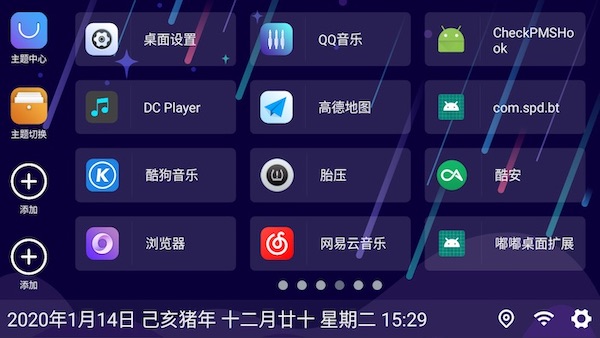 主题中心
桌面设置
QQ音乐
CheckPMSHo
ok
主题切换
DC Player
高德地图
com.spd.bt
添加
酷狗音乐
胎压
酷安
添加
浏览器
网易云音乐
嘟嘟桌面扩展
2020年1月14日 己亥猪年 十二月廿十 星期二 15:29